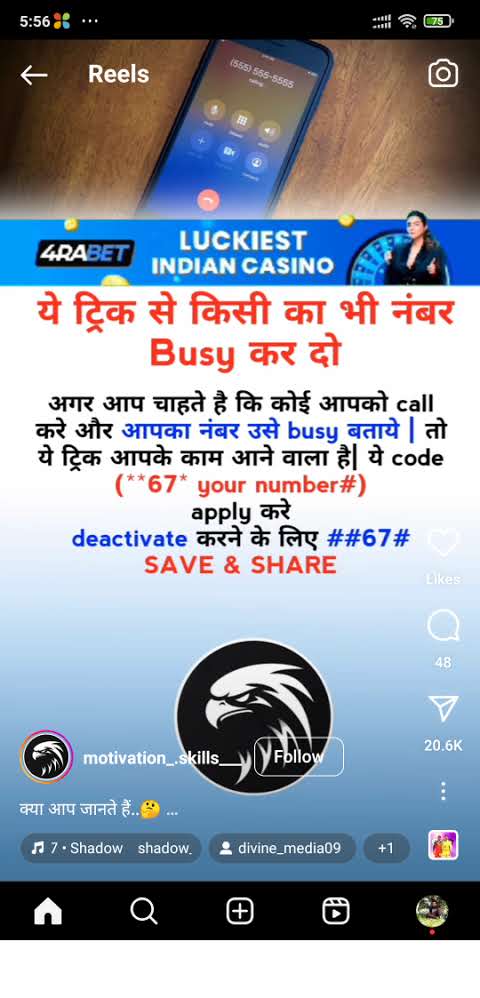 5:56
75
Reels
(555) 555-5555
calling...
4RABET
LUCKIEST
INDIAN CASINO
ये ट्रिक से किसी का भी नंबर
Busy कर दो
अगर आप चाहते है कि कोई आपको call
करे और आपका नंबर उसे busy बताये | तो
ये ट्रिक आपके काम आने वाला है| ये code
(**67* your number#)
apply करे
deactivate करने के लिए ##67#
SAVE & SHARE
Likes
48
20.6K
motivation_.skills___
Follow
क्या आप जानते हैं..🤔 ...
7 • Shadow shadow_
divine_media09
+1